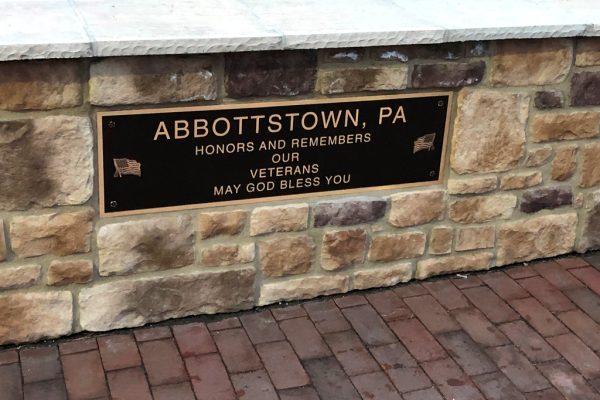 ABBOTTSTOWN, PA
HONORS AND REMEMBERS
OUR
VETERANS
MAY GOD BLESS YOU